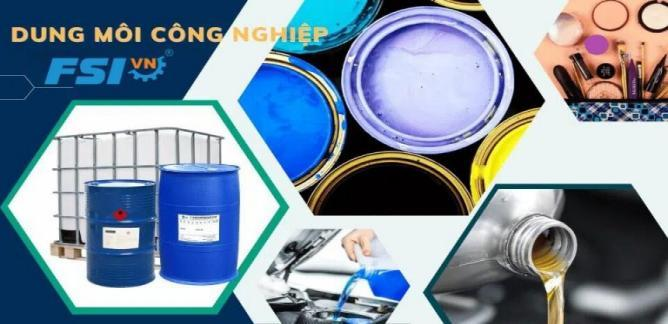 DUNG MÔI CÔNG NGHIỆP
FSI VN ®